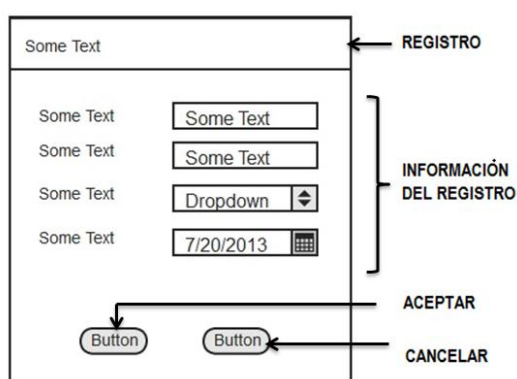 Some Text
REGISTRO
Some Text
Some Text
Some Text
Some Text
Some Text
Dropdown
Some Text
7/20/2013
INFORMACIÓN
DEL REGISTRO
Button
Button
ACEPTAR
CANCELAR